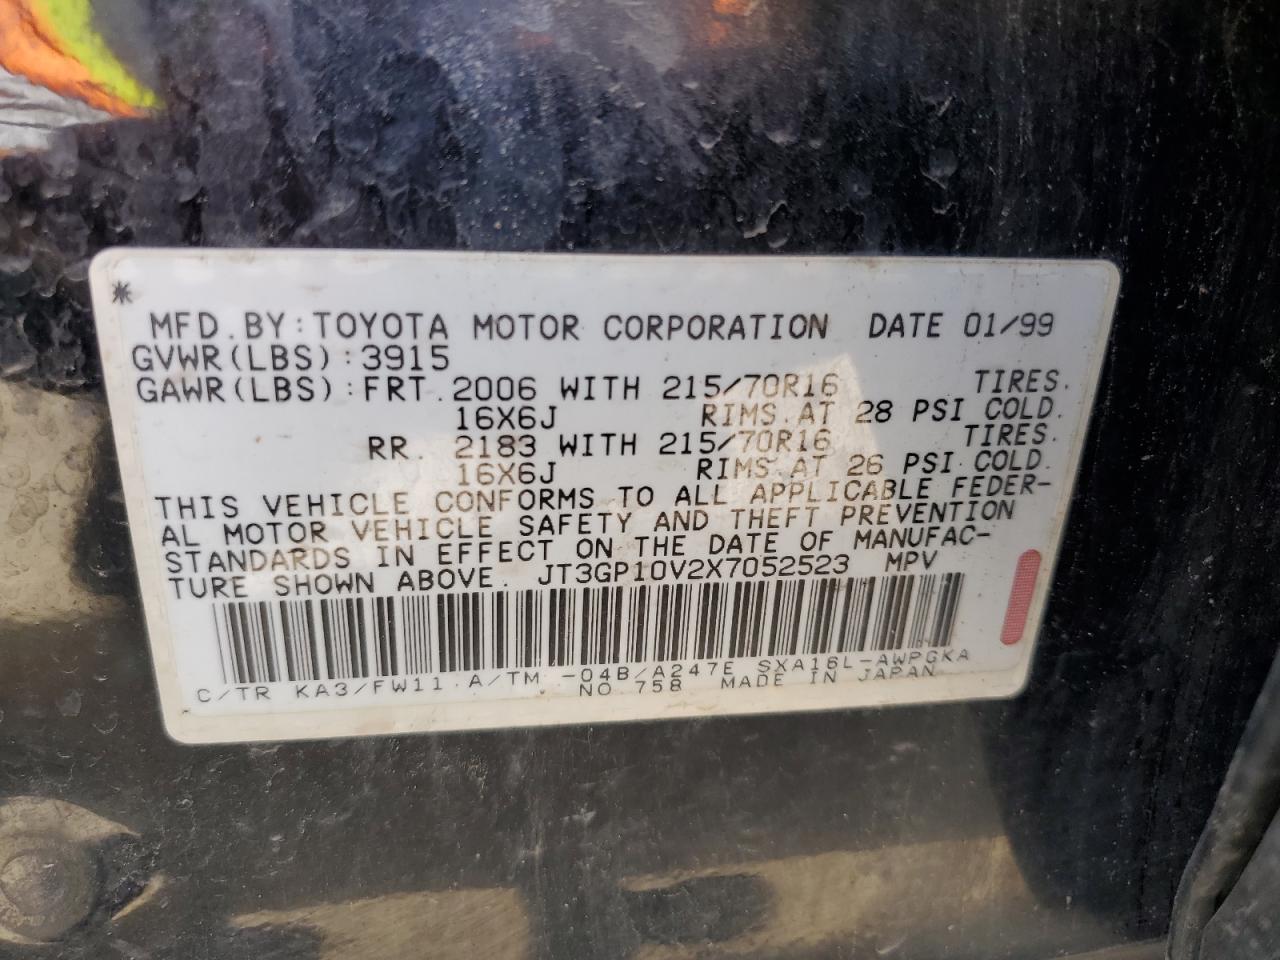 *
MFD.BY:TOYOTA MOTOR CORPORATION DATE 01/99
GVWR(LBS):3915
GAWR(LBS):FRT. 2006 WITH 215/70R16 TIRES.
16X6J RIMS.AT 28 PSI COLD.
RR. 2183 WITH 215/70R16 TIRES.
16X6J RIMS.AT 26 PSI COLD.
THIS VEHICLE CONFORMS TO ALL APPLICABLE FEDER-
AL MOTOR VEHICLE SAFETY AND THEFT PREVENTION
STANDARDS IN EFFECT ON THE DATE OF MANUFAC-
TURE SHOWN ABOVE. JT3GP10V2X7052523 MPV
C/TR KA3/FW11 .A/TM -04B/A247E SXA16L-AWPGKA
NO.758 MADE IN JAPAN